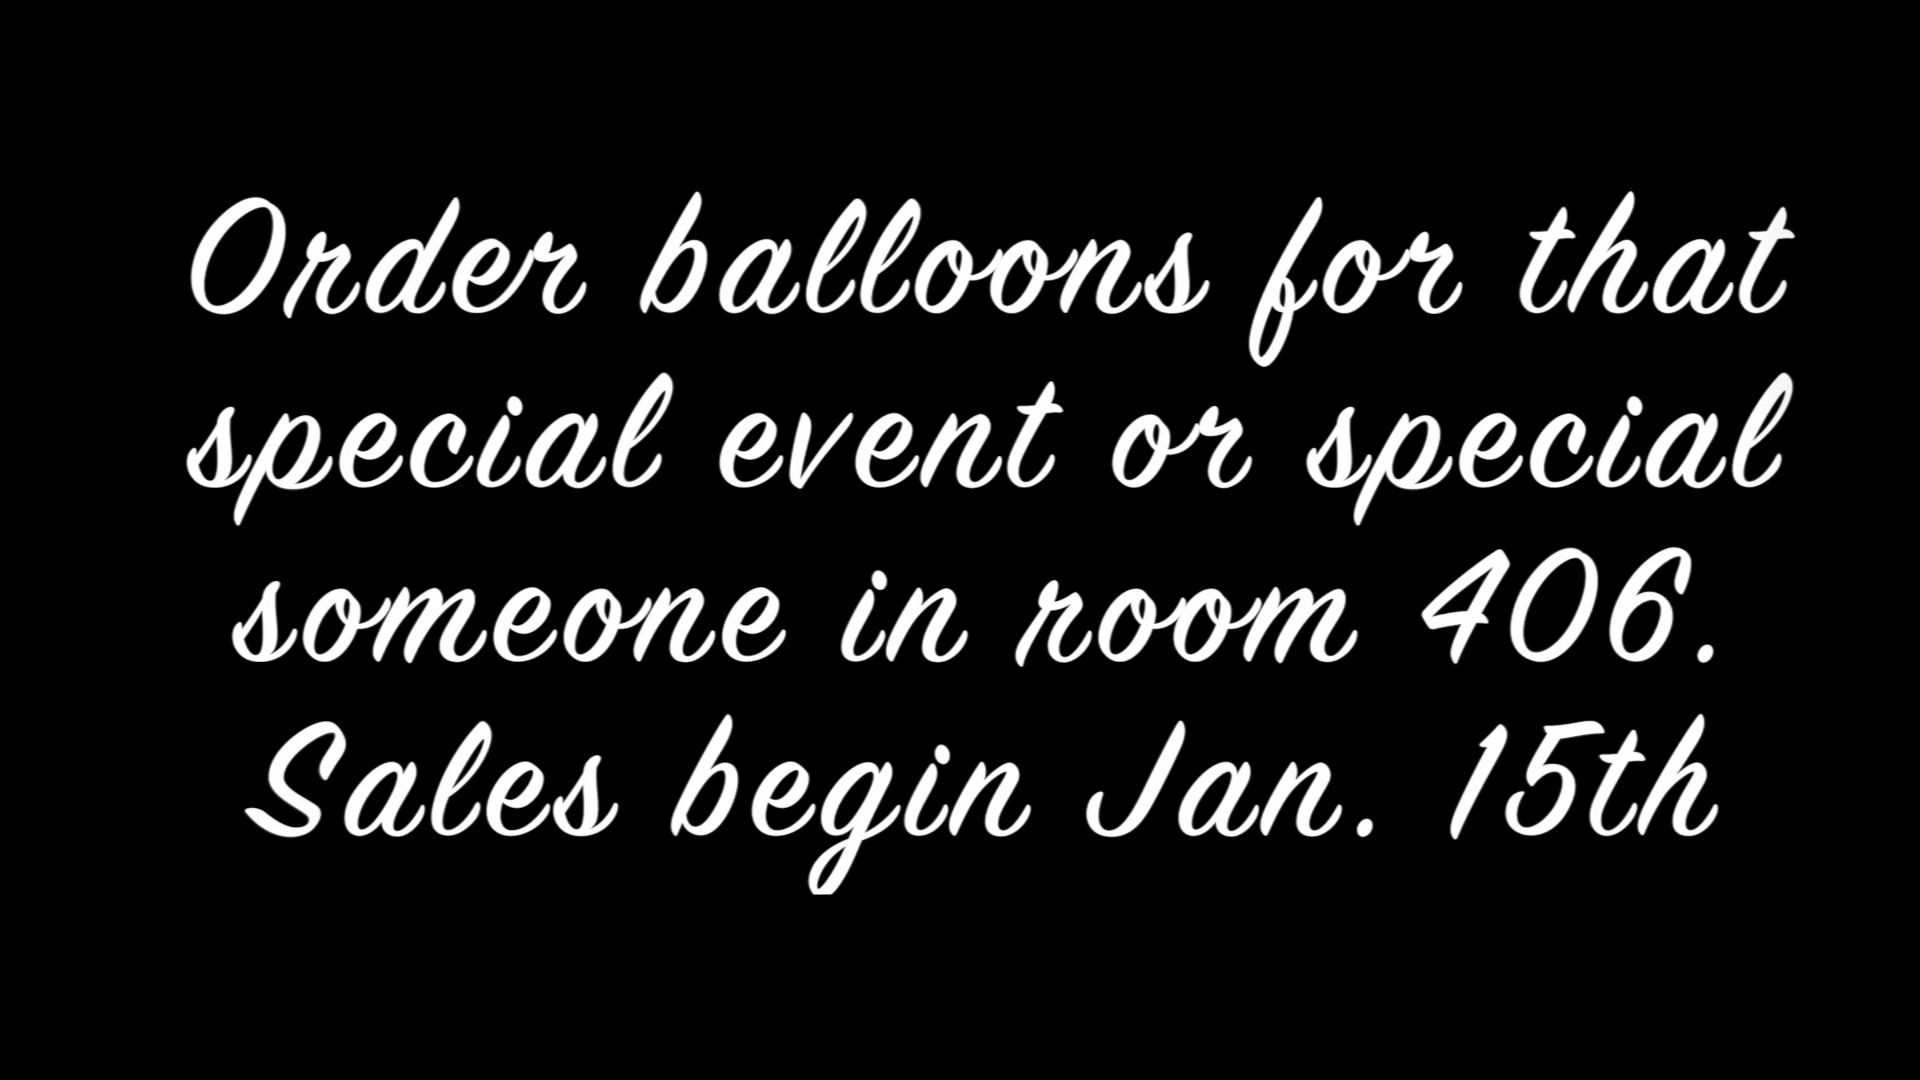 Order balloons for that
special event or special
someone in room 406.
Sales begin Jan. 15th